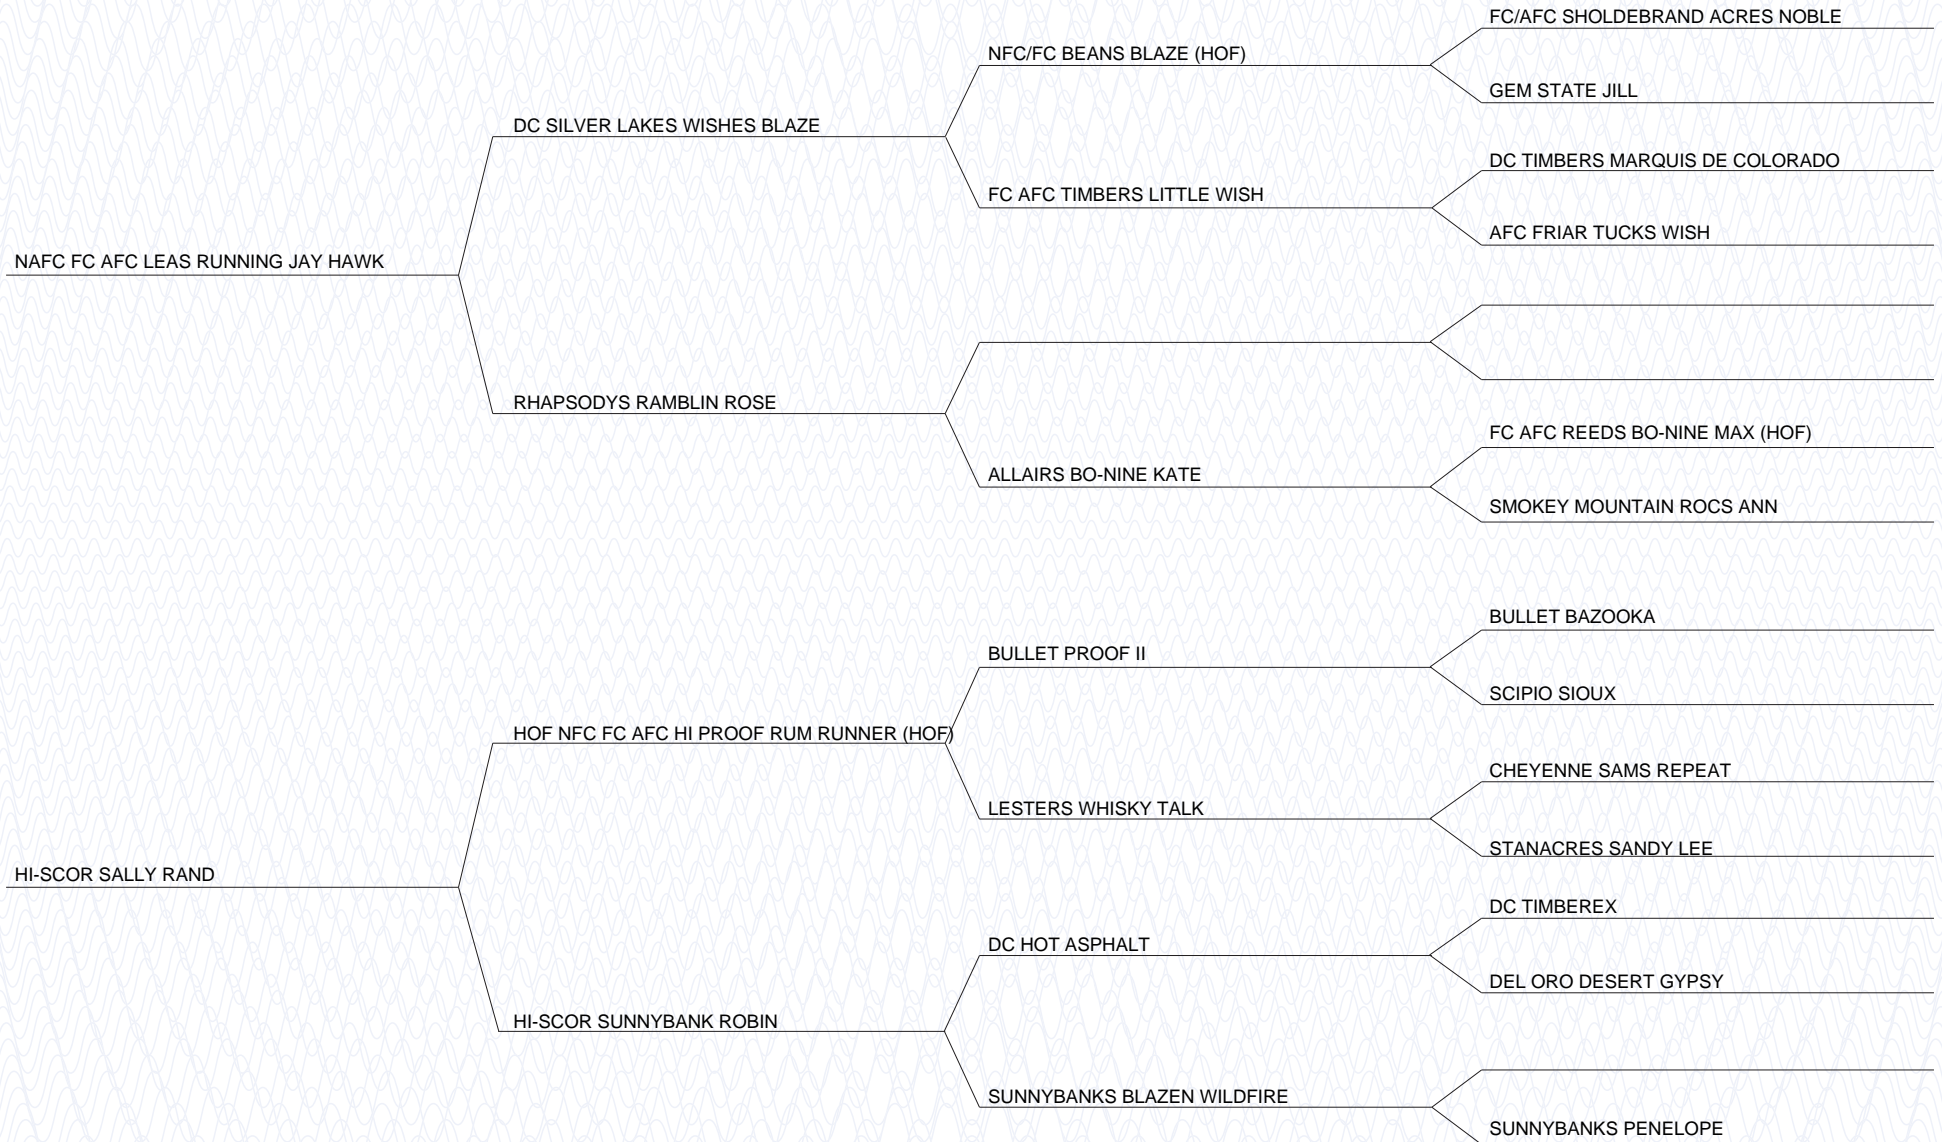 FC/AFC SHOLDEBRAND ACRES NOBLE
NFC/FC BEANS BLAZE (HOF)
GEM STATE JILL
DC SILVER LAKES WISHES BLAZE
DC TIMBERS MARQUIS DE COLORADO
FC AFC TIMBERS LITTLE WISH
AFC FRIAR TUCKS WISH
NAFC FC AFC LEAS RUNNING JAY HAWK
RHAPSODYS RAMBLIN ROSE
FC AFC REEDS BO-NINE MAX (HOF)
ALLAIRS BO-NINE KATE
SMOKEY MOUNTAIN ROCS ANN
BULLET BAZOOKA
BULLET PROOF II
SCIPIO SIOUX
HOF NFC FC AFC HI PROOF RUM RUNNER (HOF)
CHEYENNE SAMS REPEAT
LESTERS WHISKY TALK
STANACRES SANDY LEE
HI-SCOR SALLY RAND
DC TIMBEREX
DC HOT ASPHALT
DEL ORO DESERT GYPSY
HI-SCOR SUNNYBANK ROBIN
SUNNYBANKS BLAZEN WILDFIRE
SUNNYBANKS PENELOPE